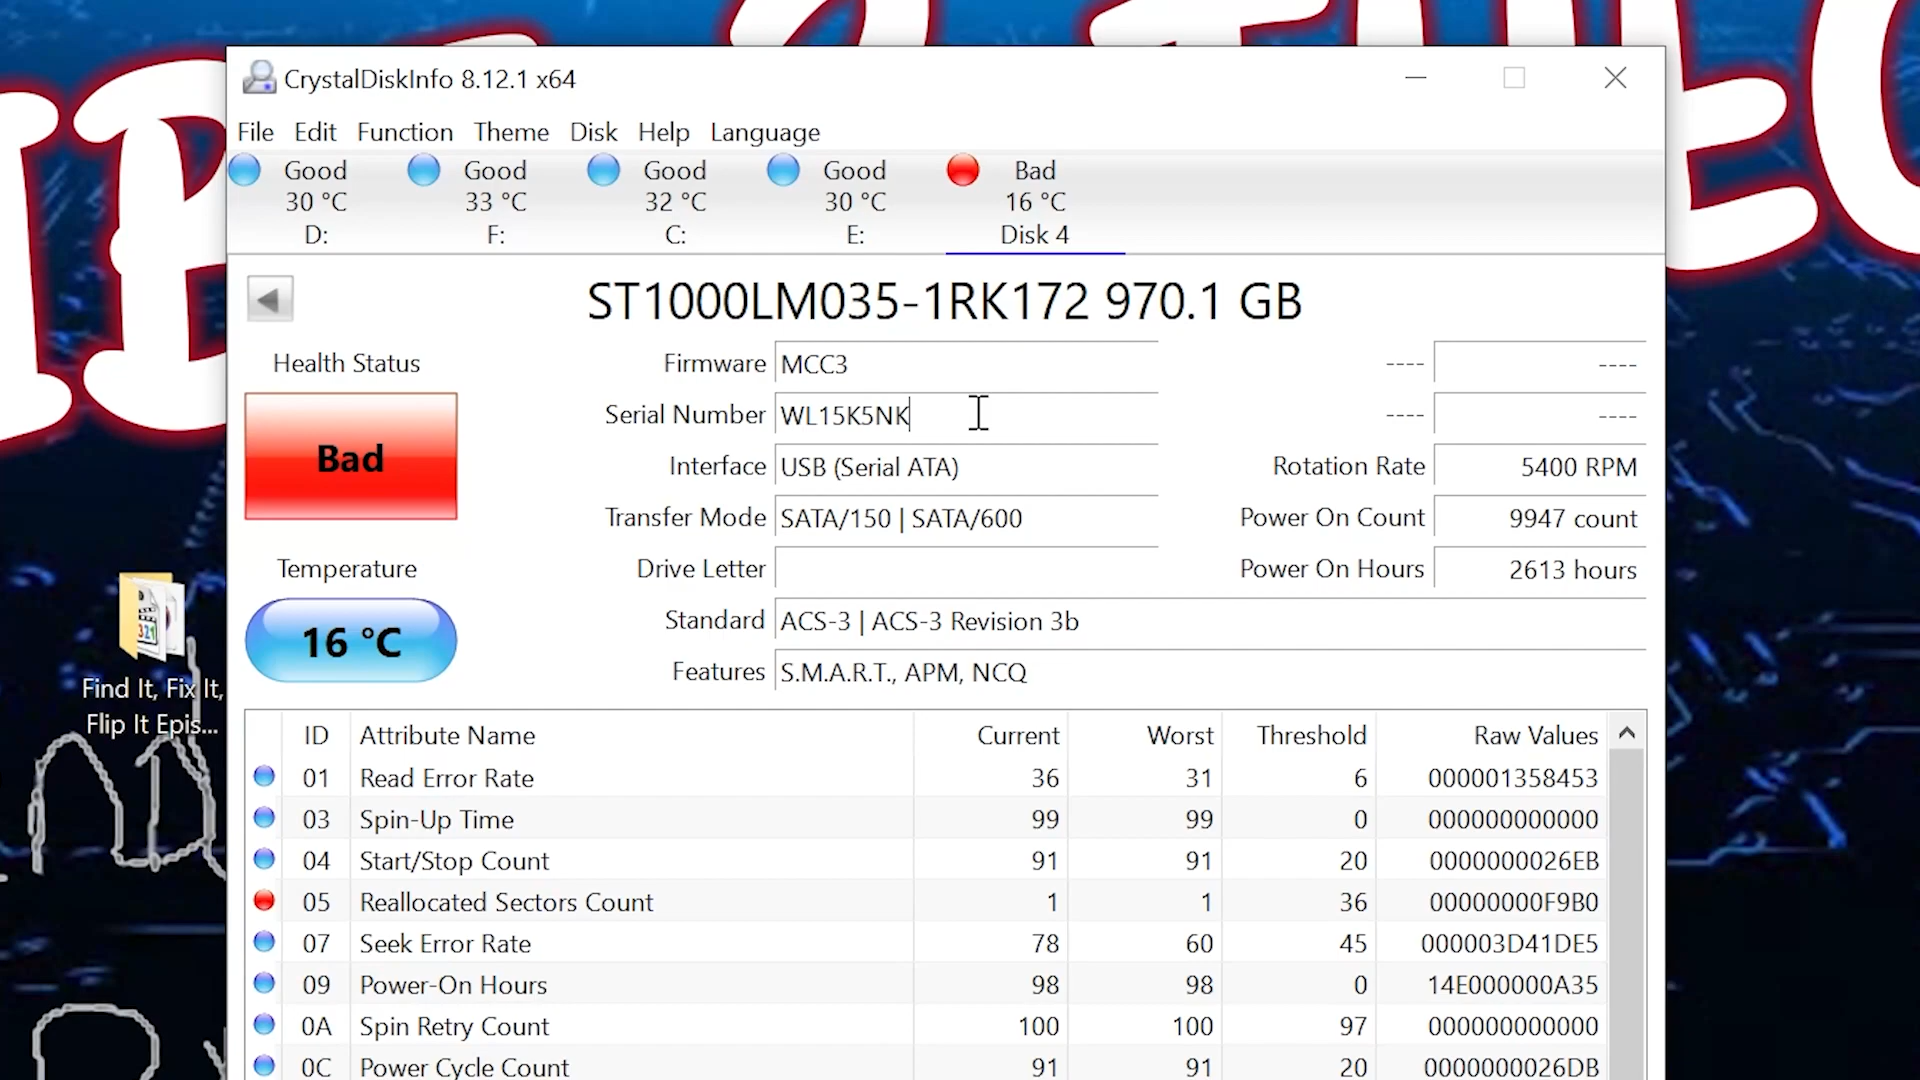 CrystalDiskInfo 8.12.1 x64
File Edit Function Theme Disk Help Language
Good Good Good Good Bad
30 °C 33 °C 32 °C 30 °C 16 °C
D: F: C: E: Disk 4
ST1000LM035-1RK172 970.1 GB
Health Status
Bad
Temperature
16 °C
Firmware MCC3 ---- ----
Serial Number WL15K5NK ---- ----
Interface USB (Serial ATA) Rotation Rate 5400 RPM
Transfer Mode SATA/150 | SATA/600 Power On Count 9947 count
Drive Letter Power On Hours 2613 hours
Standard ACS-3 | ACS-3 Revision 3b
Features S.M.A.R.T., APM, NCQ
ID Attribute Name Current Worst Threshold Raw Values
01 Read Error Rate 36 31 6 000001358453
03 Spin-Up Time 99 99 0 000000000000
04 Start/Stop Count 91 91 20 0000000026EB
05 Reallocated Sectors Count 1 1 36 00000000F9B0
07 Seek Error Rate 78 60 45 000003D41DE5
09 Power-On Hours 98 98 0 14E000000A35
0A Spin Retry Count 100 100 97 000000000000
0C Power Cycle Count 91 91 20 0000000026DB
Find It, Fix It,
Flip It Epis...